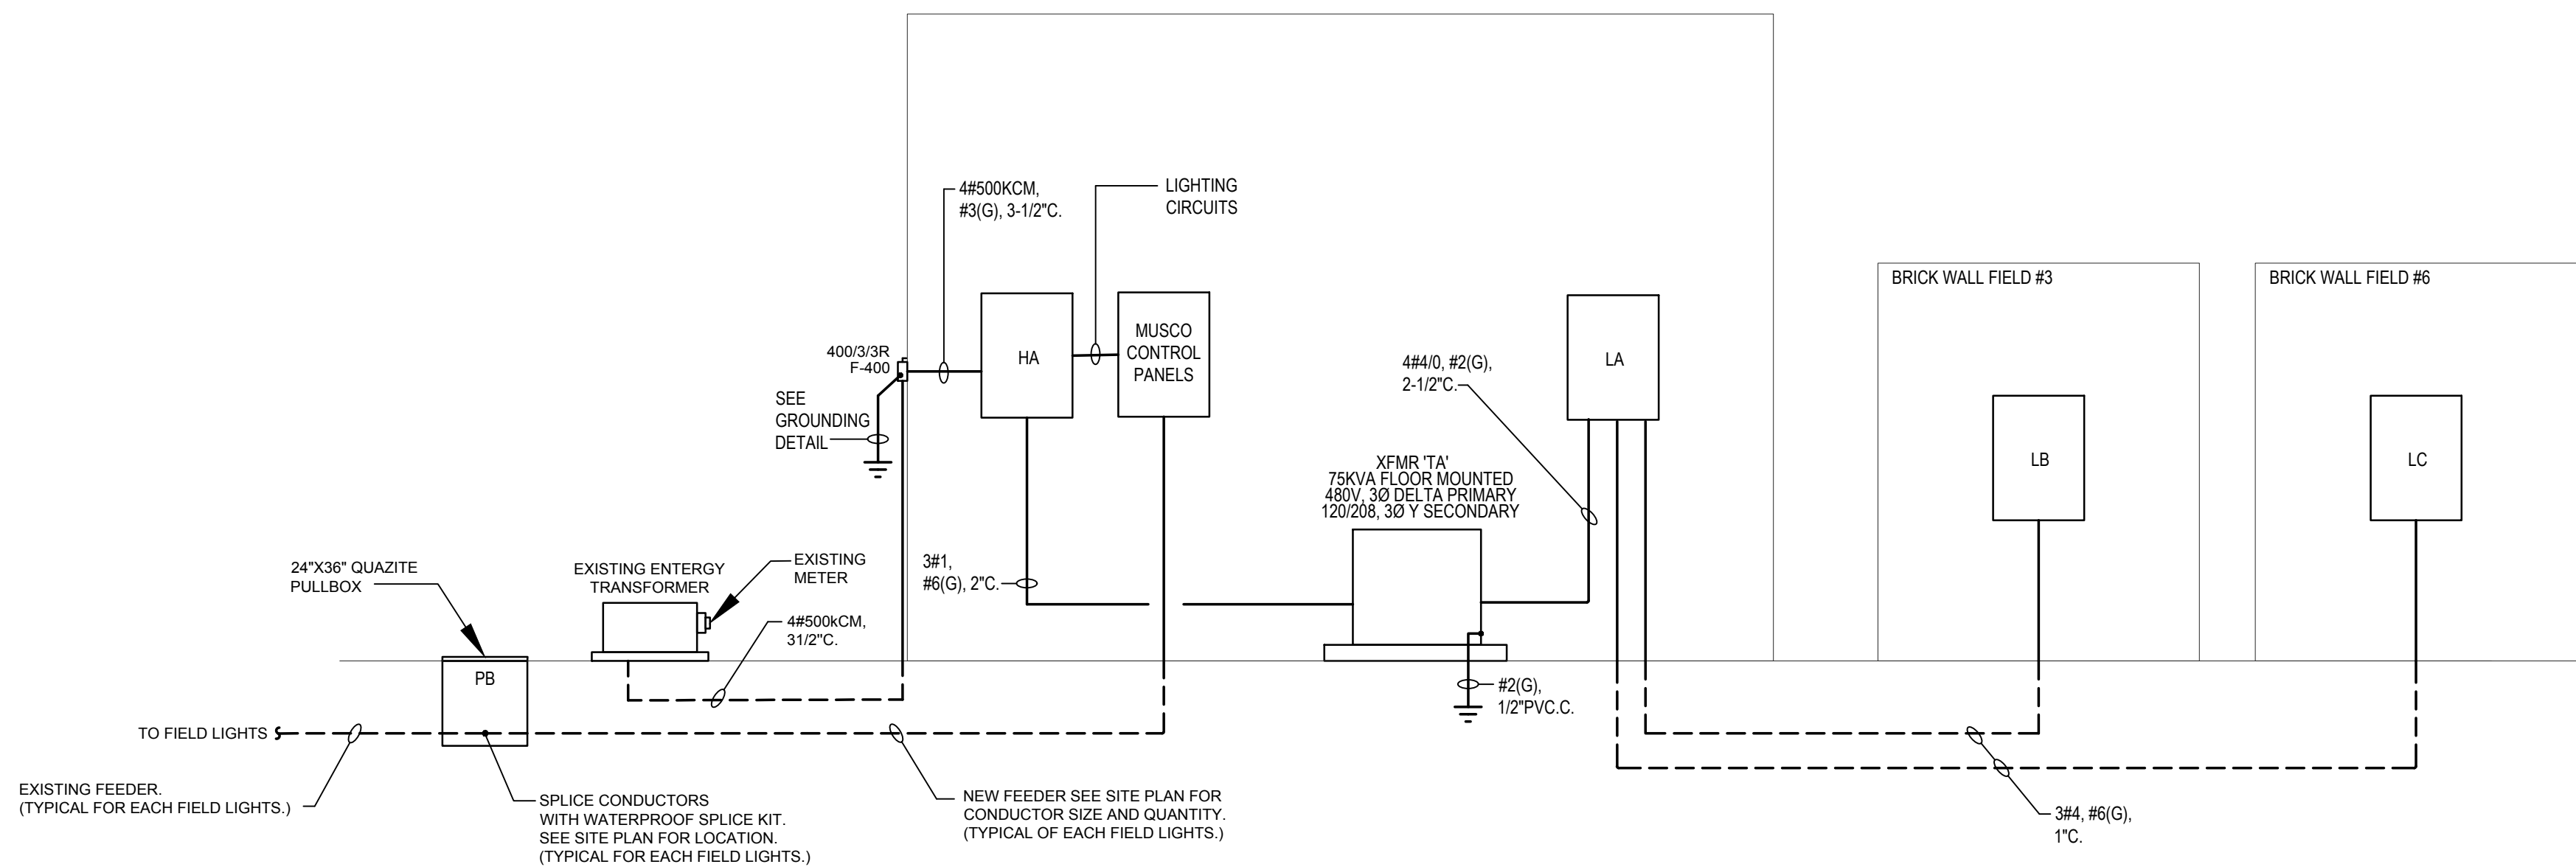 4#500KCM,
#3(G), 3-1/2"C.
LIGHTING
CIRCUITS
BRICK WALL FIELD #3
BRICK WALL FIELD #6
400/3/3R
F-400
HA
MUSCO
CONTROL
PANELS
LA
4#4/0, #2(G),
2-1/2"C.
SEE
GROUNDING
DETAIL
LB
LC
XFMR 'TA'
75KVA FLOOR MOUNTED
480V, 3Ø DELTA PRIMARY
120/208, 3Ø Y SECONDARY
24"X36" QUAZITE
PULLBOX
EXISTING ENTERGY
TRANSFORMER
EXISTING
METER
3#1,
#6(G), 2"C.
4#500kCM,
31/2"C.
PB
#2(G),
1/2"PVC.C.
TO FIELD LIGHTS
EXISTING FEEDER.
(TYPICAL FOR EACH FIELD LIGHTS.)
SPLICE CONDUCTORS
WITH WATERPROOF SPLICE KIT.
SEE SITE PLAN FOR LOCATION.
(TYPICAL FOR EACH FIELD LIGHTS.)
NEW FEEDER SEE SITE PLAN FOR
CONDUCTOR SIZE AND QUANTITY.
(TYPICAL OF EACH FIELD LIGHTS.)
3#4, #6(G),
1"C.